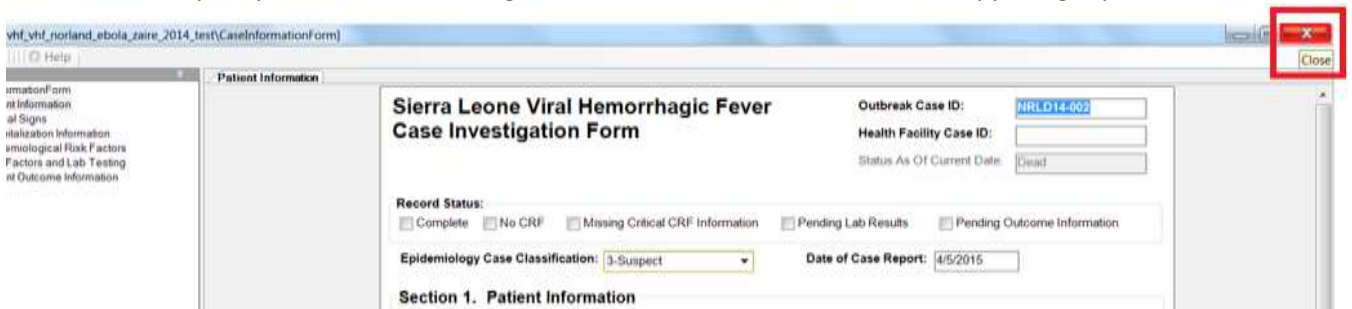 vhf_vhf_norland_ebola_zaire_2014_test\CaseInformationForm]
X
Help
Close
Patient Information
ormationForm
nt Information
al Signs
pitalization Information
emiological Risk Factors
Factors and Lab Testing
nt Outcome Information
Sierra Leone Viral Hemorrhagic Fever
Case Investigation Form
Outbreak Case ID: NRLD14-002
Health Facility Case ID:
Status As Of Current Date: Dead
Record Status:
Complete No CRF Missing Critical CRF Information Pending Lab Results Pending Outcome Information
Epidemiology Case Classification: 3-Suspect Date of Case Report: 4/5/2015
Section 1. Patient Information